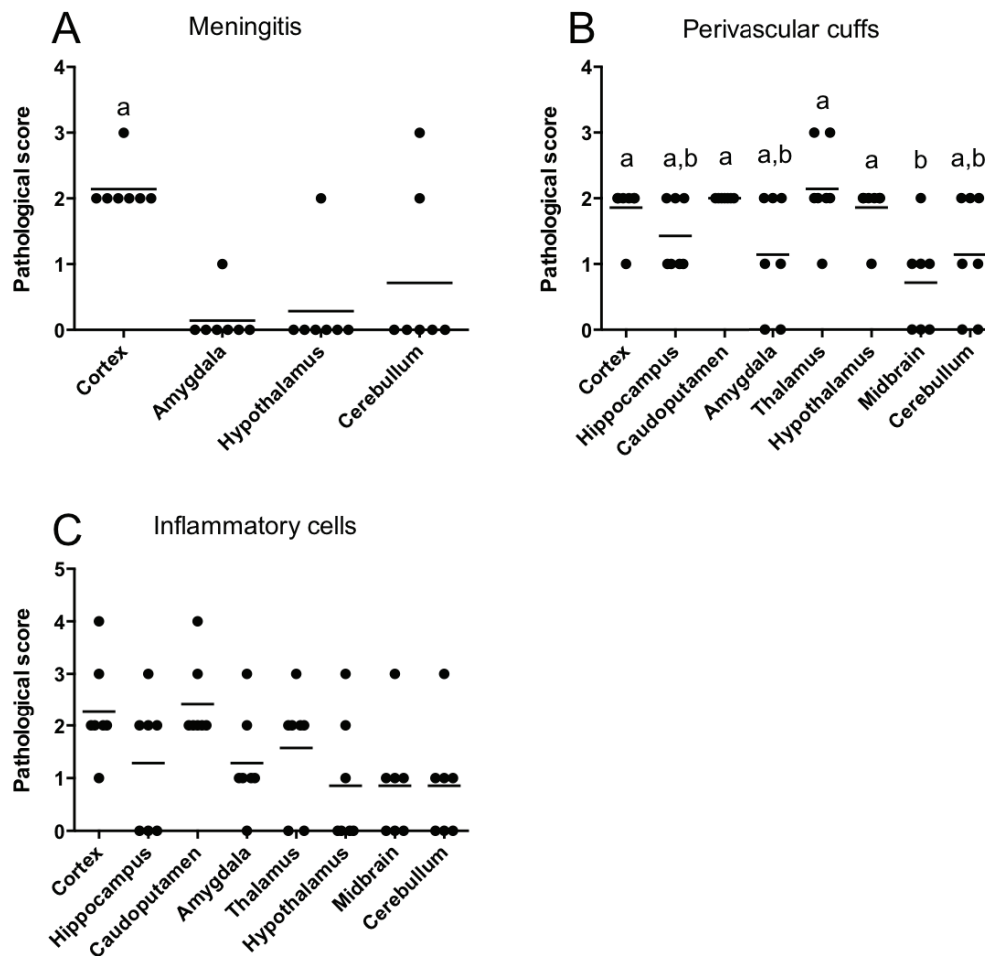 A
Meningitis
Pathological score
4
3
2
1
0
a
Cortex
Amygdala
Hypothalamus
Cerebullum
B
Perivascular cuffs
Pathological score
4
3
2
1
0
a
a,b
a
a,b
a
a
b
a,b
Cortex
Hippocampus
Caudoputamen
Amygdala
Thalamus
Hypothalamus
Midbrain
Cerebullum
C
Inflammatory cells
Pathological score
5
4
3
2
1
0
Cortex
Hippocampus
Caudoputamen
Amygdala
Thalamus
Hypothalamus
Midbrain
Cerebullum